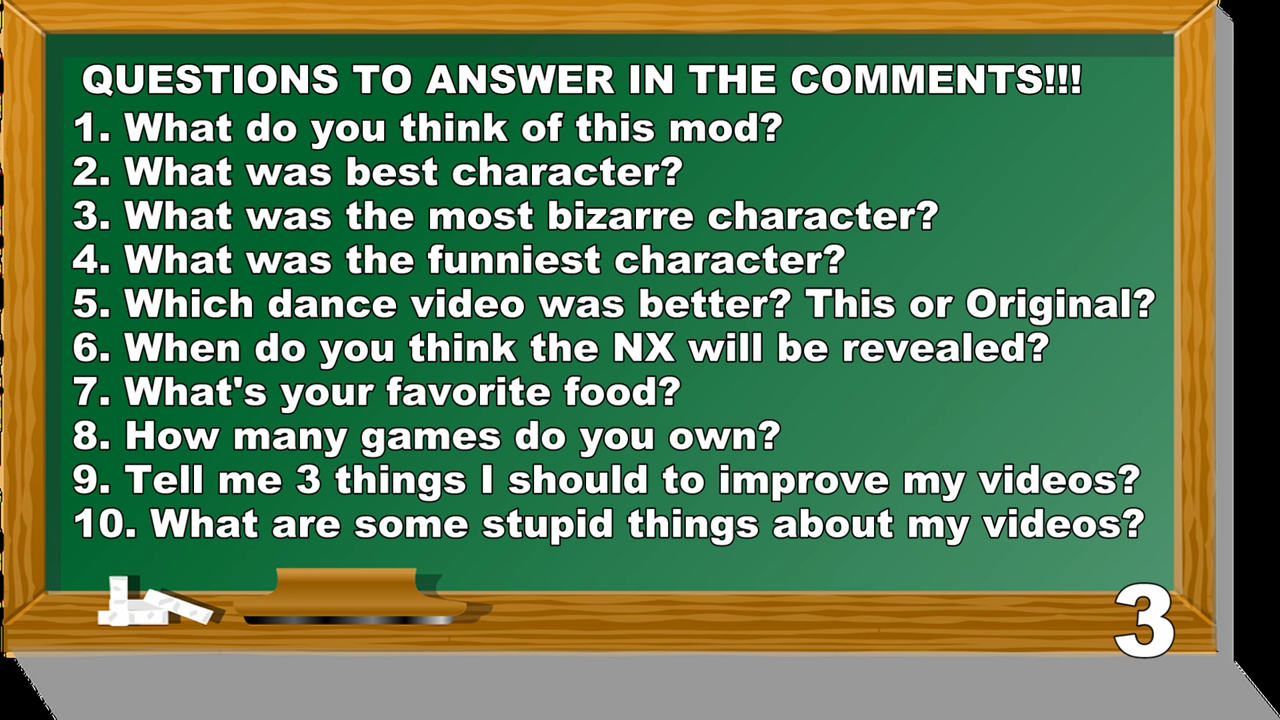 QUESTIONS TO ANSWER IN THE COMMENTS!!!
1. What do you think of this mod?
2. What was best character?
3. What was the most bizarre character?
4. What was the funniest character?
5. Which dance video was better? This or Original?
6. When do you think the NX will be revealed?
7. What's your favorite food?
8. How many games do you own?
9. Tell me 3 things I should to improve my videos?
10. What are some stupid things about my videos?
3